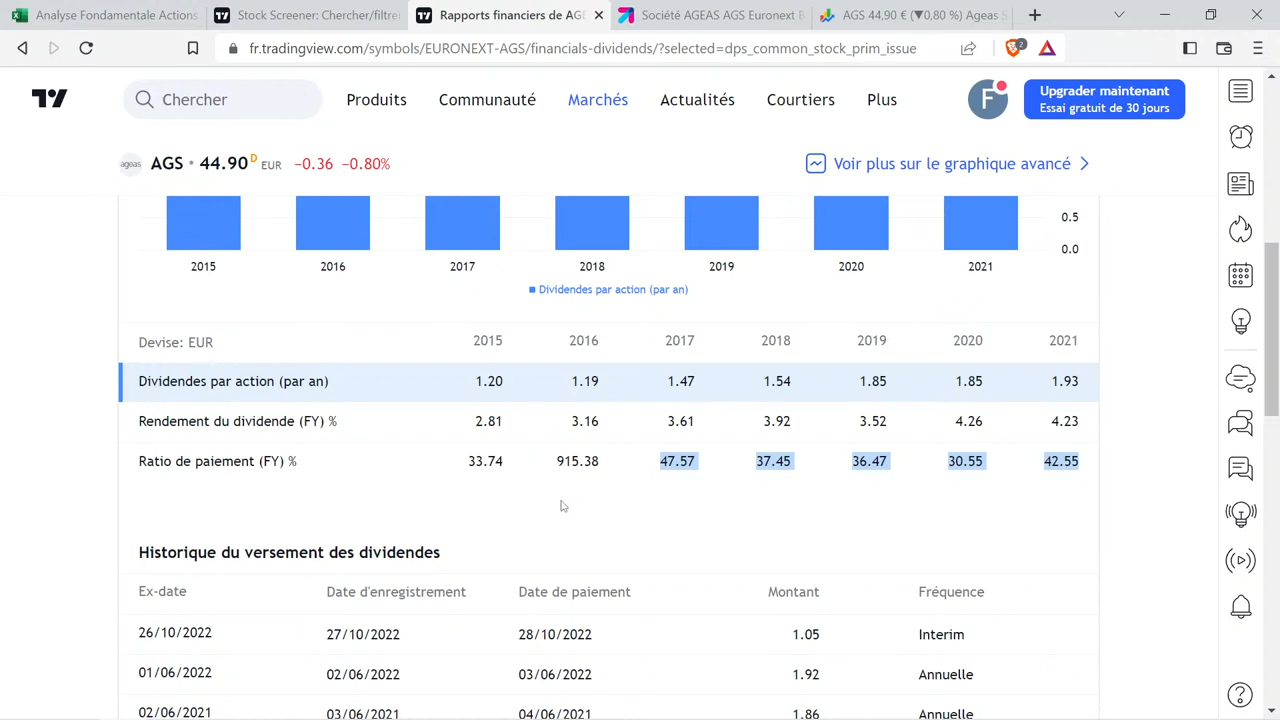 Analyse Fondamentale Actions
Stock Screener: Chercher/filtrer
Rapports financiers de AGE
Société AGEAS AGS Euronext B
AGS 44,90 € (▼0,80 %) Ageas S
fr.tradingview.com/symbols/EURONEXT-AGS/financials-dividends/?selected=dps_common_stock_prim_issue
2
Chercher
Produits
Communauté
Marchés
Actualités
Courtiers
Plus
F
Upgrader maintenant
Essai gratuit de 30 jours
ageas AGS • 44.90 D EUR −0.36 −0.80%
Voir plus sur le graphique avancé
0.5
0.0
2015 2016 2017 2018 2019 2020 2021
Dividendes par action (par an)
Devise: EUR 2015 2016 2017 2018 2019 2020 2021
Dividendes par action (par an) 1.20 1.19 1.47 1.54 1.85 1.85 1.93
Rendement du dividende (FY) % 2.81 3.16 3.61 3.92 3.52 4.26 4.23
Ratio de paiement (FY) % 33.74 915.38 47.57 37.45 36.47 30.55 42.55
Historique du versement des dividendes
Ex-date Date d'enregistrement Date de paiement Montant Fréquence
26/10/2022 27/10/2022 28/10/2022 1.05 Interim
01/06/2022 02/06/2022 03/06/2022 1.92 Annuelle
02/06/2021 03/06/2021 04/06/2021 1.86 Annuelle